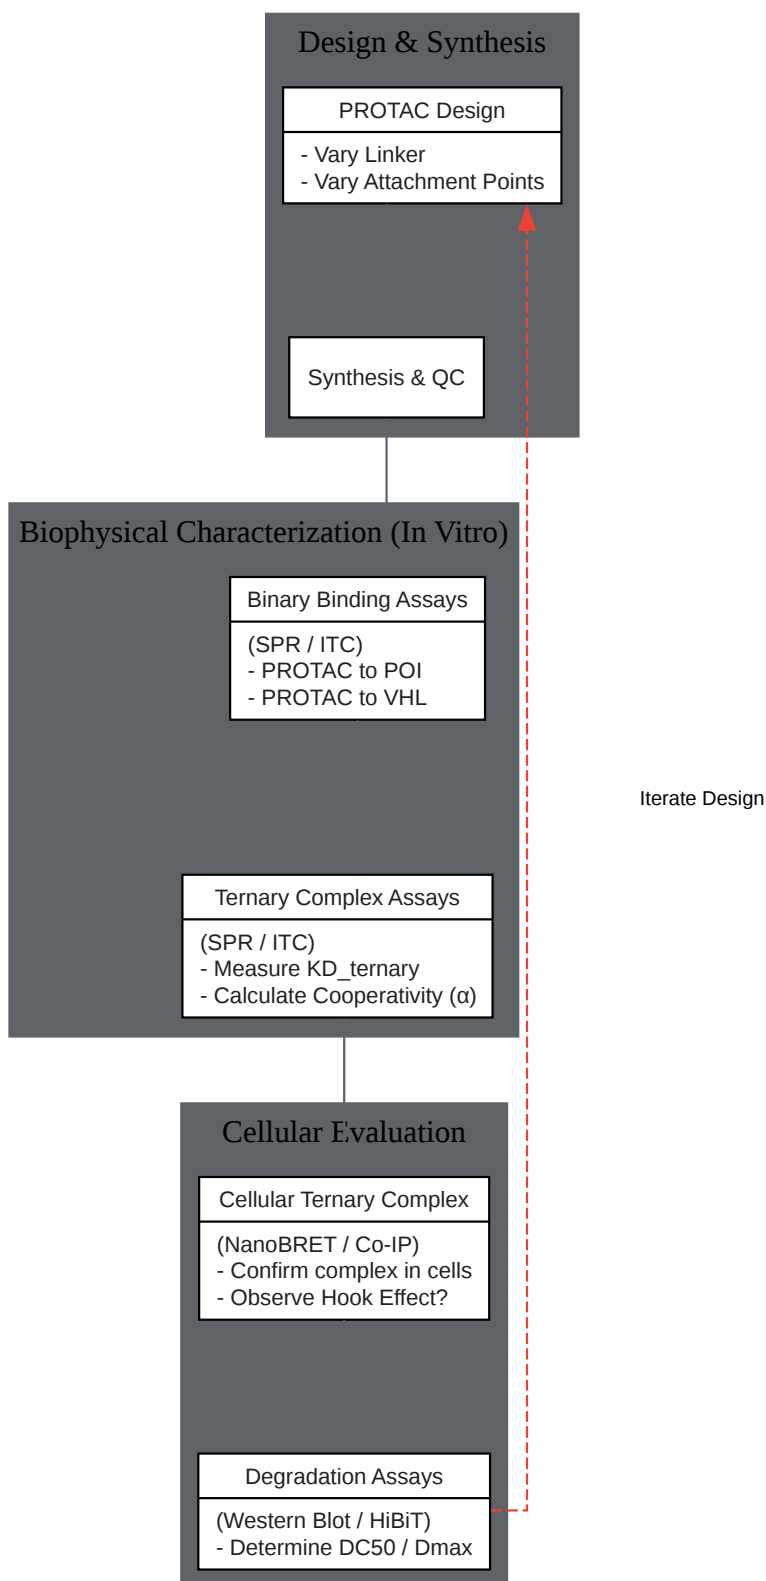 Design & Synthesis
PROTAC Design
- Vary Linker
- Vary Attachment Points
Synthesis & QC
Biophysical Characterization (In Vitro)
Binary Binding Assays
(SPR / ITC)
- PROTAC to POI
- PROTAC to VHL
Iterate Design
Ternary Complex Assays
(SPR / ITC)
- Measure KD_ternary
- Calculate Cooperativity (α)
Cellular Evaluation
Cellular Ternary Complex
(NanoBRET / Co-IP)
- Confirm complex in cells
- Observe Hook Effect?
Degradation Assays
(Western Blot / HiBiT)
- Determine DC50 / Dmax